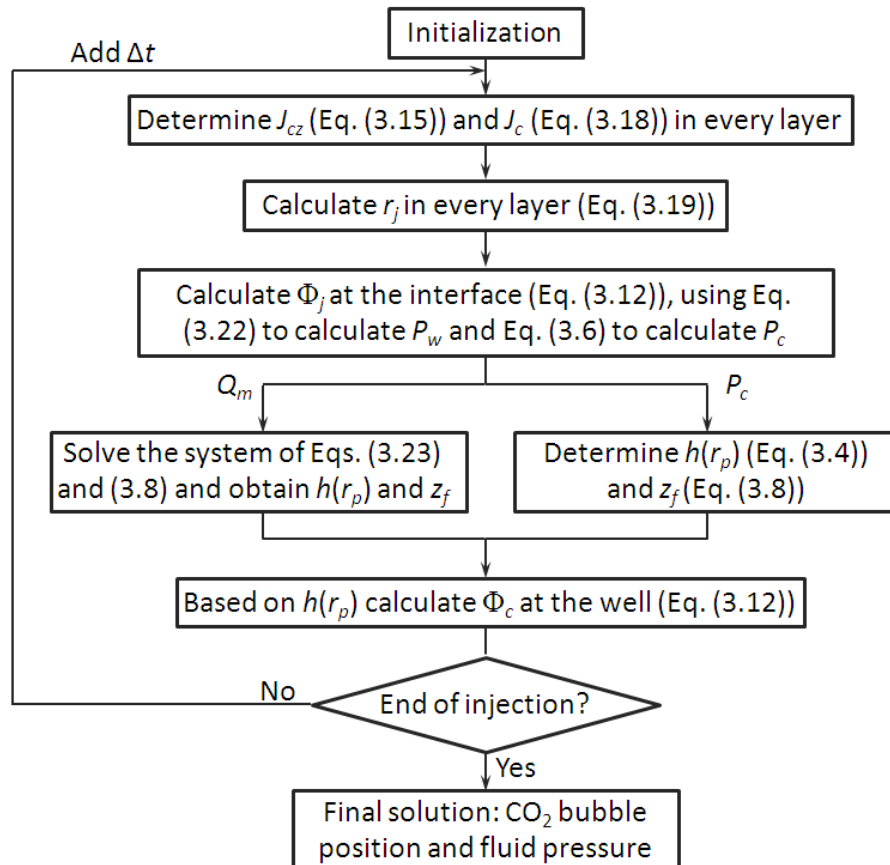 Initialization
Add Δt
Determine J_cz (Eq. (3.15)) and J_c (Eq. (3.18)) in every layer
Calculate r_j in every layer (Eq. (3.19))
Calculate Φ_j at the interface (Eq. (3.12)), using Eq.
(3.22) to calculate P_w and Eq. (3.6) to calculate P_c
Q_m
P_c
Solve the system of Eqs. (3.23)
and (3.8) and obtain h(r_p) and z_f
Determine h(r_p) (Eq. (3.4))
and z_f (Eq. (3.8))
Based on h(r_p) calculate Φ_c at the well (Eq. (3.12))
No
End of injection?
Yes
Final solution: CO₂ bubble
position and fluid pressure